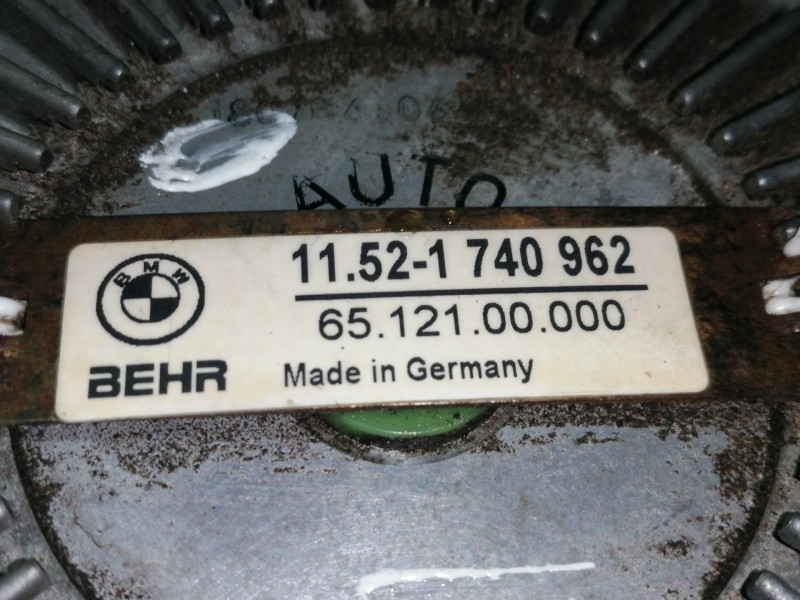 AUTO
BMW
11.52-1 740 962
65.121.00.000
BEHR
Made in Germany